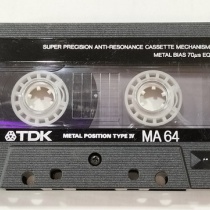 SUPER PRECISION ANTI-RESONANCE CASSETTE MECHANISM
METAL BIAS 70µs EQ
TDK METAL POSITION TYPE IV MA 64